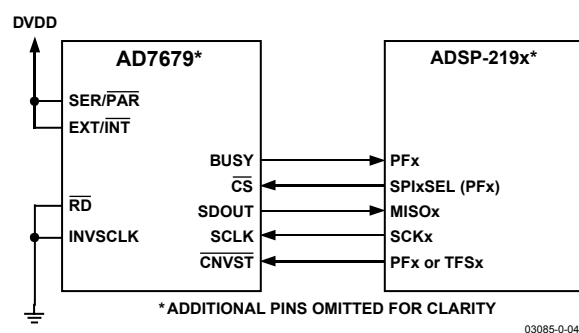 DVDD
AD7679*
ADSP-219x*
SER/PAR
EXT/INT
BUSY
PFx
CS
SPIxSEL (PFx)
RD
SDOUT
MISOx
INVSCLK
SCLK
SCKx
CNVST
PFx or TFSx
*ADDITIONAL PINS OMITTED FOR CLARITY
03085-0-04